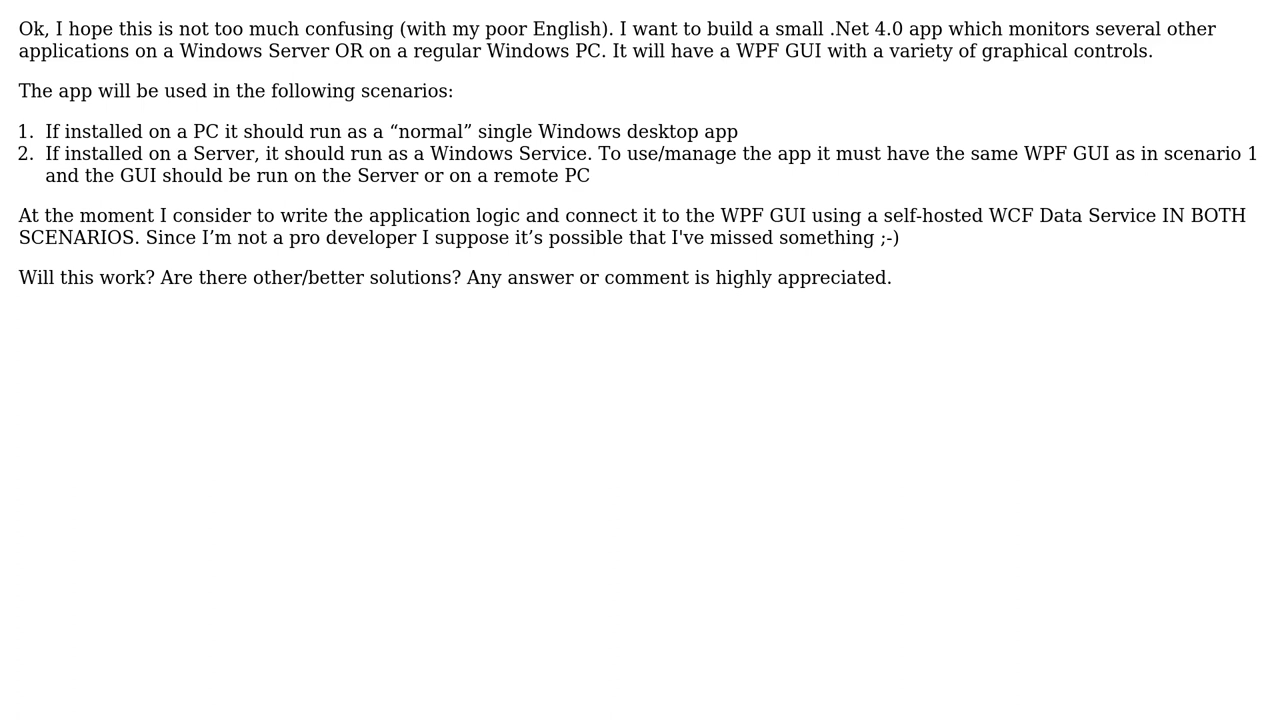 Ok, I hope this is not too much confusing (with my poor English). I want to build a small .Net 4.0 app which monitors several other
applications on a Windows Server OR on a regular Windows PC. It will have a WPF GUI with a variety of graphical controls.
The app will be used in the following scenarios:
1. If installed on a PC it should run as a “normal” single Windows desktop app
2. If installed on a Server, it should run as a Windows Service. To use/manage the app it must have the same WPF GUI as in scenario 1
and the GUI should be run on the Server or on a remote PC
At the moment I consider to write the application logic and connect it to the WPF GUI using a self-hosted WCF Data Service IN BOTH
SCENARIOS. Since I’m not a pro developer I suppose it’s possible that I've missed something ;-)
Will this work? Are there other/better solutions? Any answer or comment is highly appreciated.